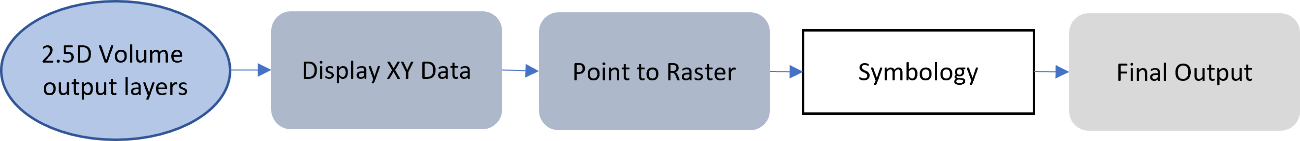 2.5D Volume
output layers
Display XY Data
Point to Raster
Symbology
Final Output